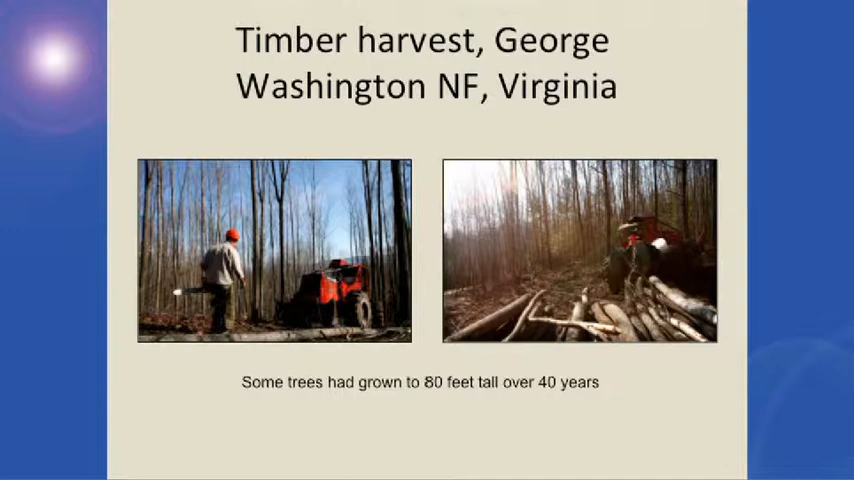 Timber harvest, George
Washington NF, Virginia
Some trees had grown to 80 feet tall over 40 years